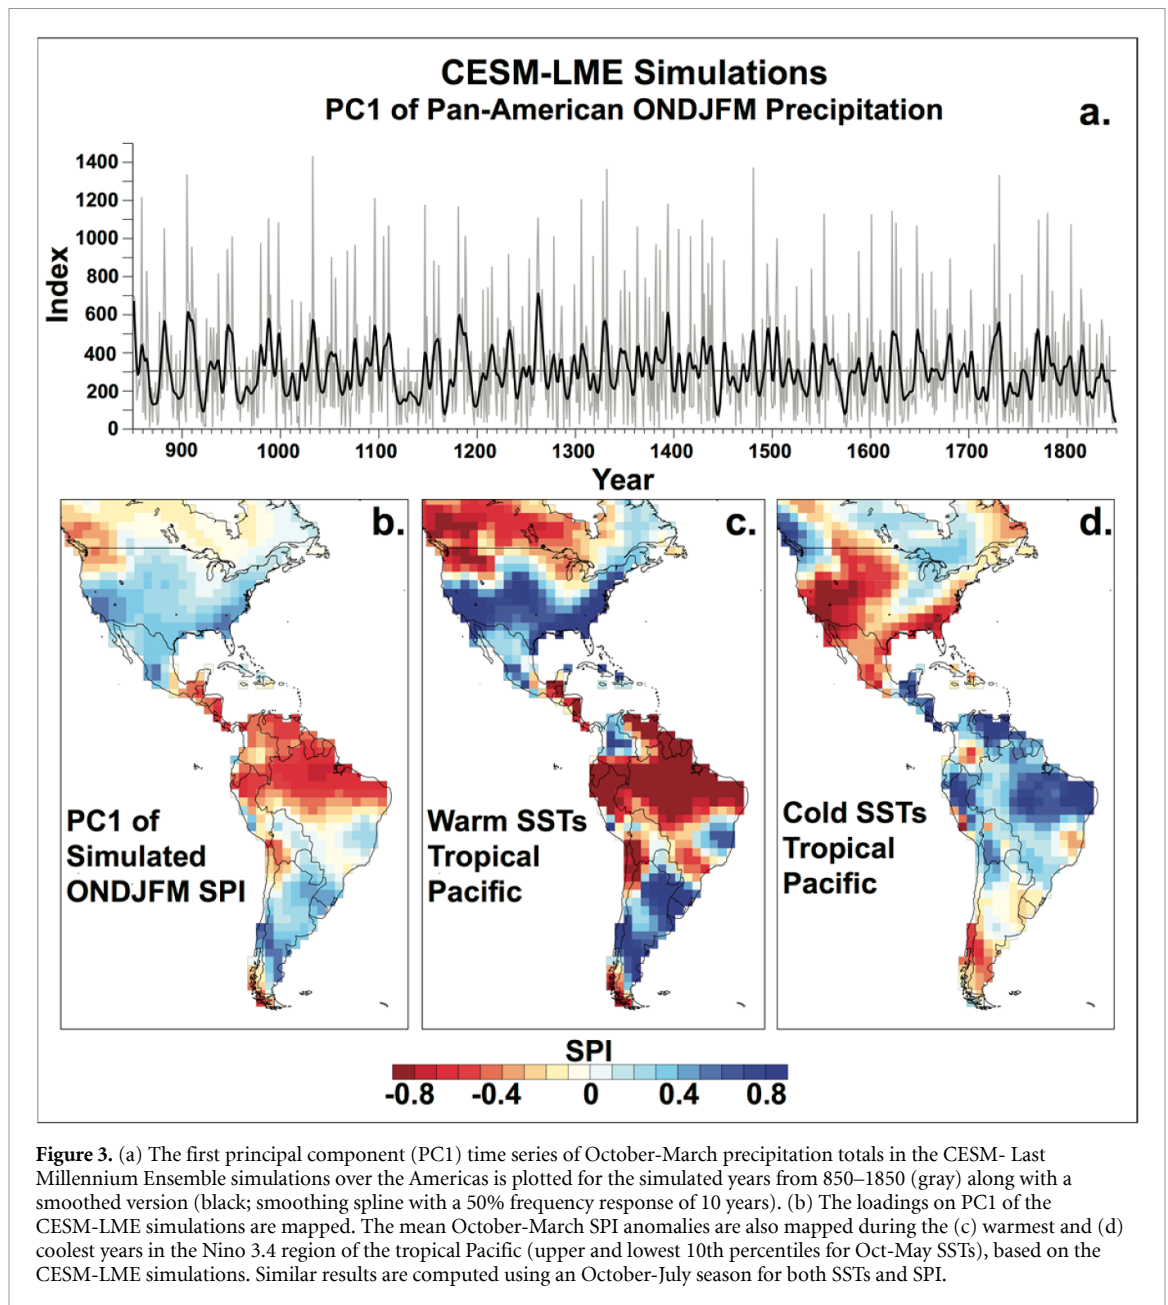 CESM-LME Simulations
PC1 of Pan-American ONDJFM Precipitation
a.
Index
1400
1200
1000
800
600
400
200
0
900 1000 1100 1200 1300 1400 1500 1600 1700 1800
Year
b.
PC1 of
Simulated
ONDJFM SPI
c.
Warm SSTs
Tropical
Pacific
d.
Cold SSTs
Tropical
Pacific
SPI
-0.8 -0.4 0 0.4 0.8
Figure 3. (a) The first principal component (PC1) time series of October-March precipitation totals in the CESM- Last
Millennium Ensemble simulations over the Americas is plotted for the simulated years from 850–1850 (gray) along with a
smoothed version (black; smoothing spline with a 50% frequency response of 10 years). (b) The loadings on PC1 of the
CESM-LME simulations are mapped. The mean October-March SPI anomalies are also mapped during the (c) warmest and (d)
coolest years in the Nino 3.4 region of the tropical Pacific (upper and lowest 10th percentiles for Oct-May SSTs), based on the
CESM-LME simulations. Similar results are computed using an October-July season for both SSTs and SPI.